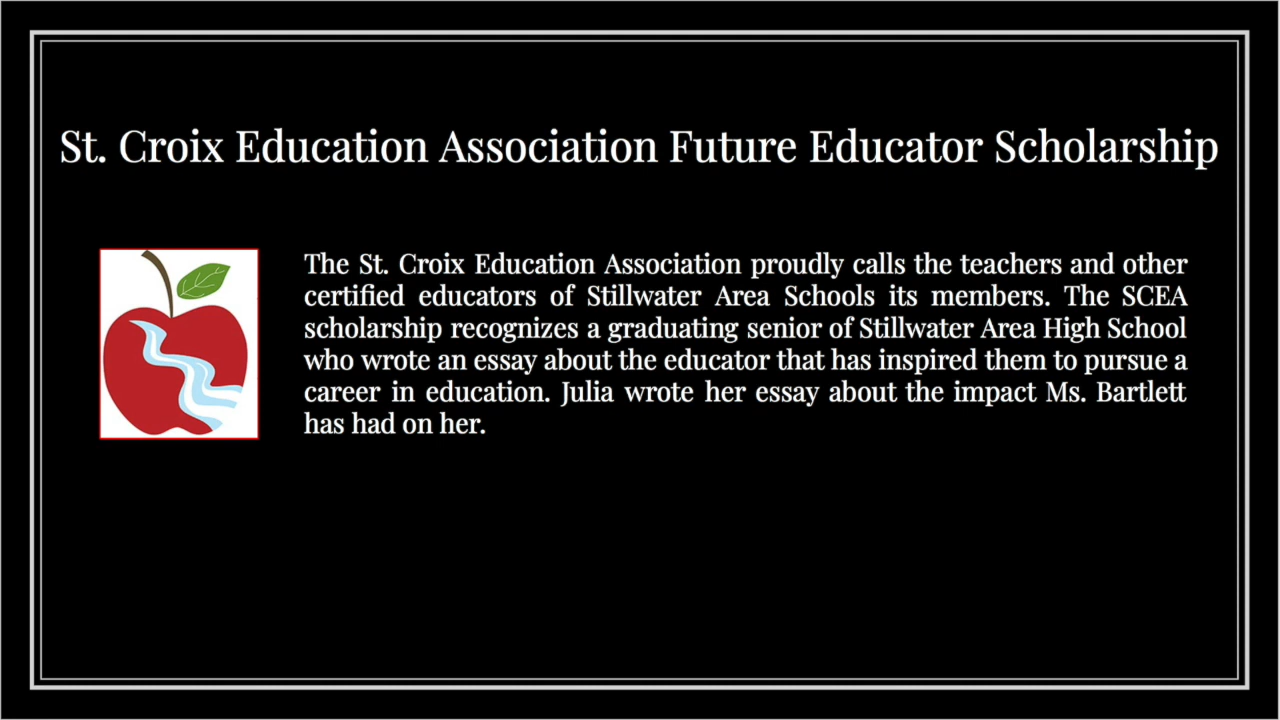 St. Croix Education Association Future Educator Scholarship
The St. Croix Education Association proudly calls the teachers and other
certified educators of Stillwater Area Schools its members. The SCEA
scholarship recognizes a graduating senior of Stillwater Area High School
who wrote an essay about the educator that has inspired them to pursue a
career in education. Julia wrote her essay about the impact Ms. Bartlett
has had on her.